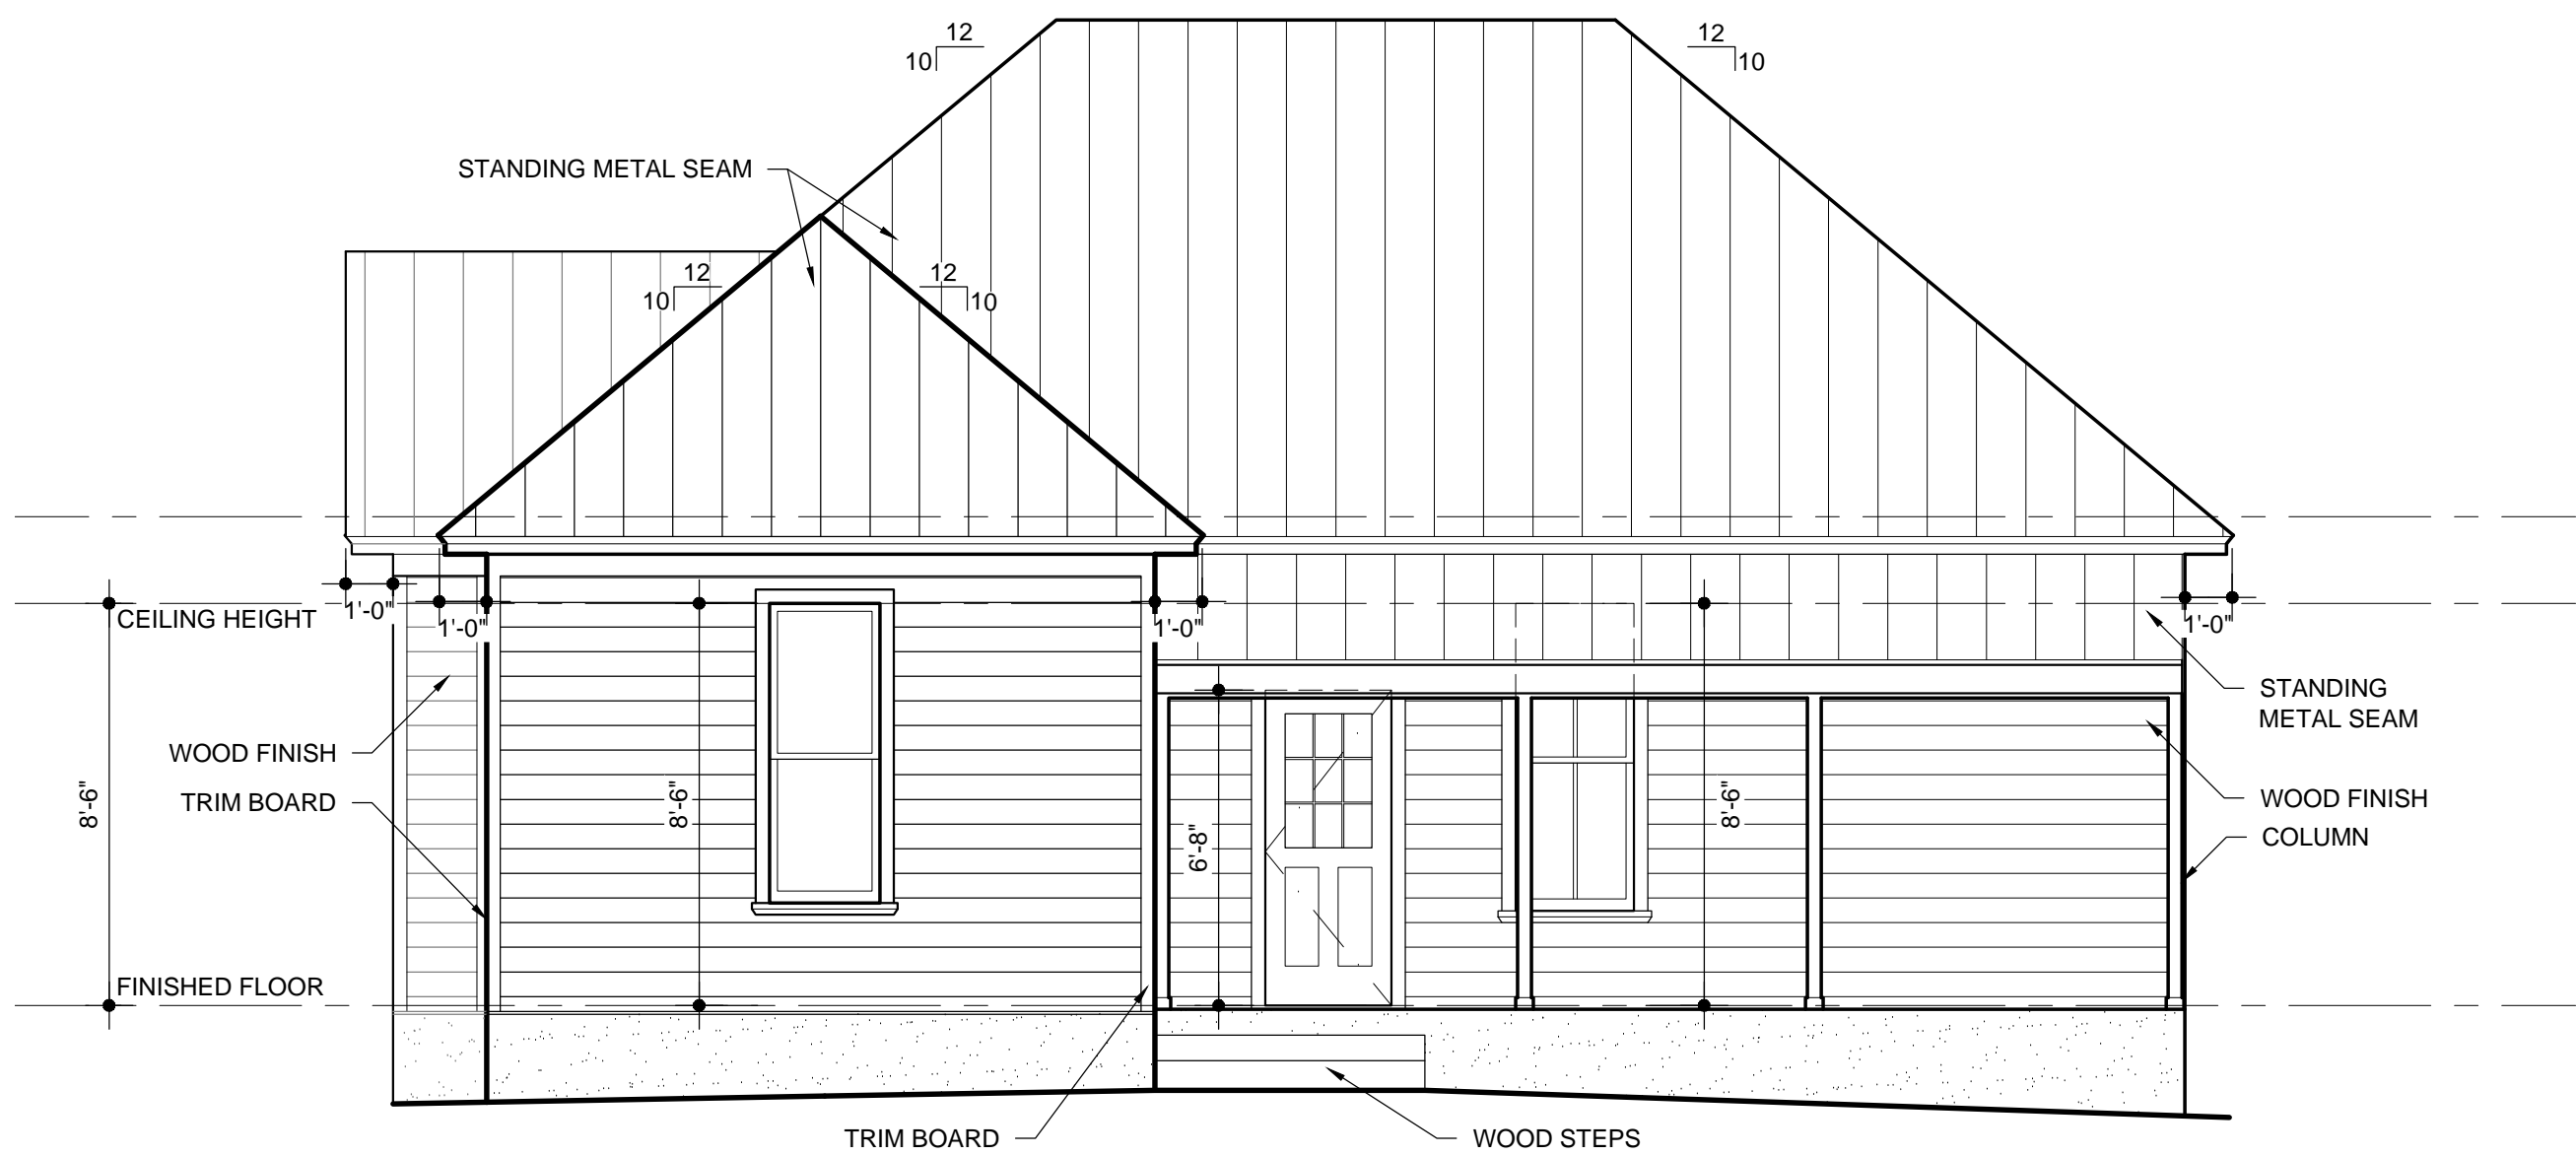 12
10
12
10
STANDING METAL SEAM
12
10
12
10
CEILING HEIGHT
1'-0"
1'-0"
1'-0"
1'-0"
STANDING
METAL SEAM
WOOD FINISH
TRIM BOARD
8'-6"
8'-6"
6'-8"
8'-6"
WOOD FINISH
COLUMN
FINISHED FLOOR
TRIM BOARD
WOOD STEPS